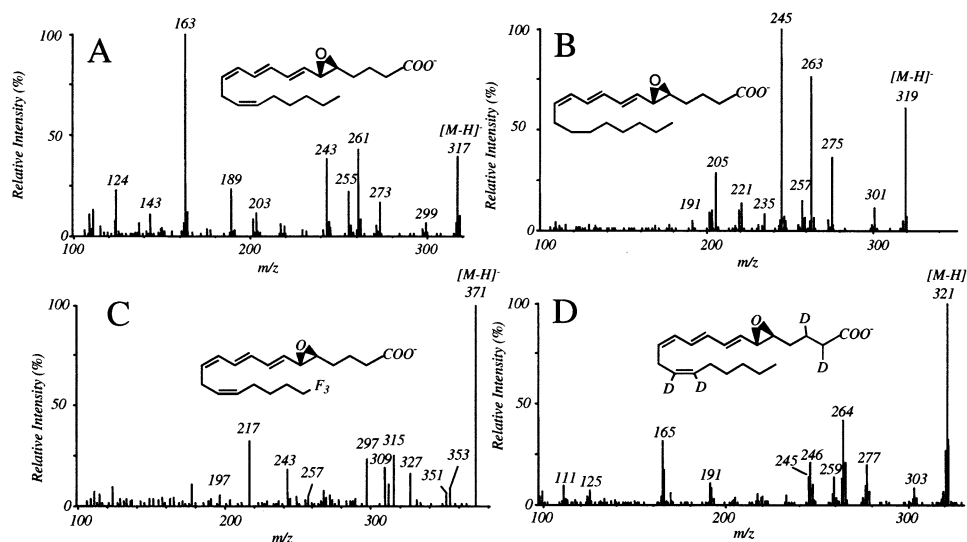 A
Relative Intensity (%)
100
50
0
163
124
143
189
203
243
255
261
273
299
[M-H]-
317
O
COO-
100
200
300
m/z
B
Relative Intensity (%)
100
50
0
191
205
221
235
245
257
263
275
301
[M-H]-
319
O
COO-
100
200
300
m/z
C
Relative Intensity (%)
100
50
0
197
217
243
257
297
309
315
327
351
353
[M-H]-
371
O
COO-
F3
100
200
300
m/z
D
Relative Intensity (%)
100
50
0
111
125
165
191
245
246
259
264
277
303
[M-H]
321
O
D
COO-
D
D
D
100
200
300
m/z